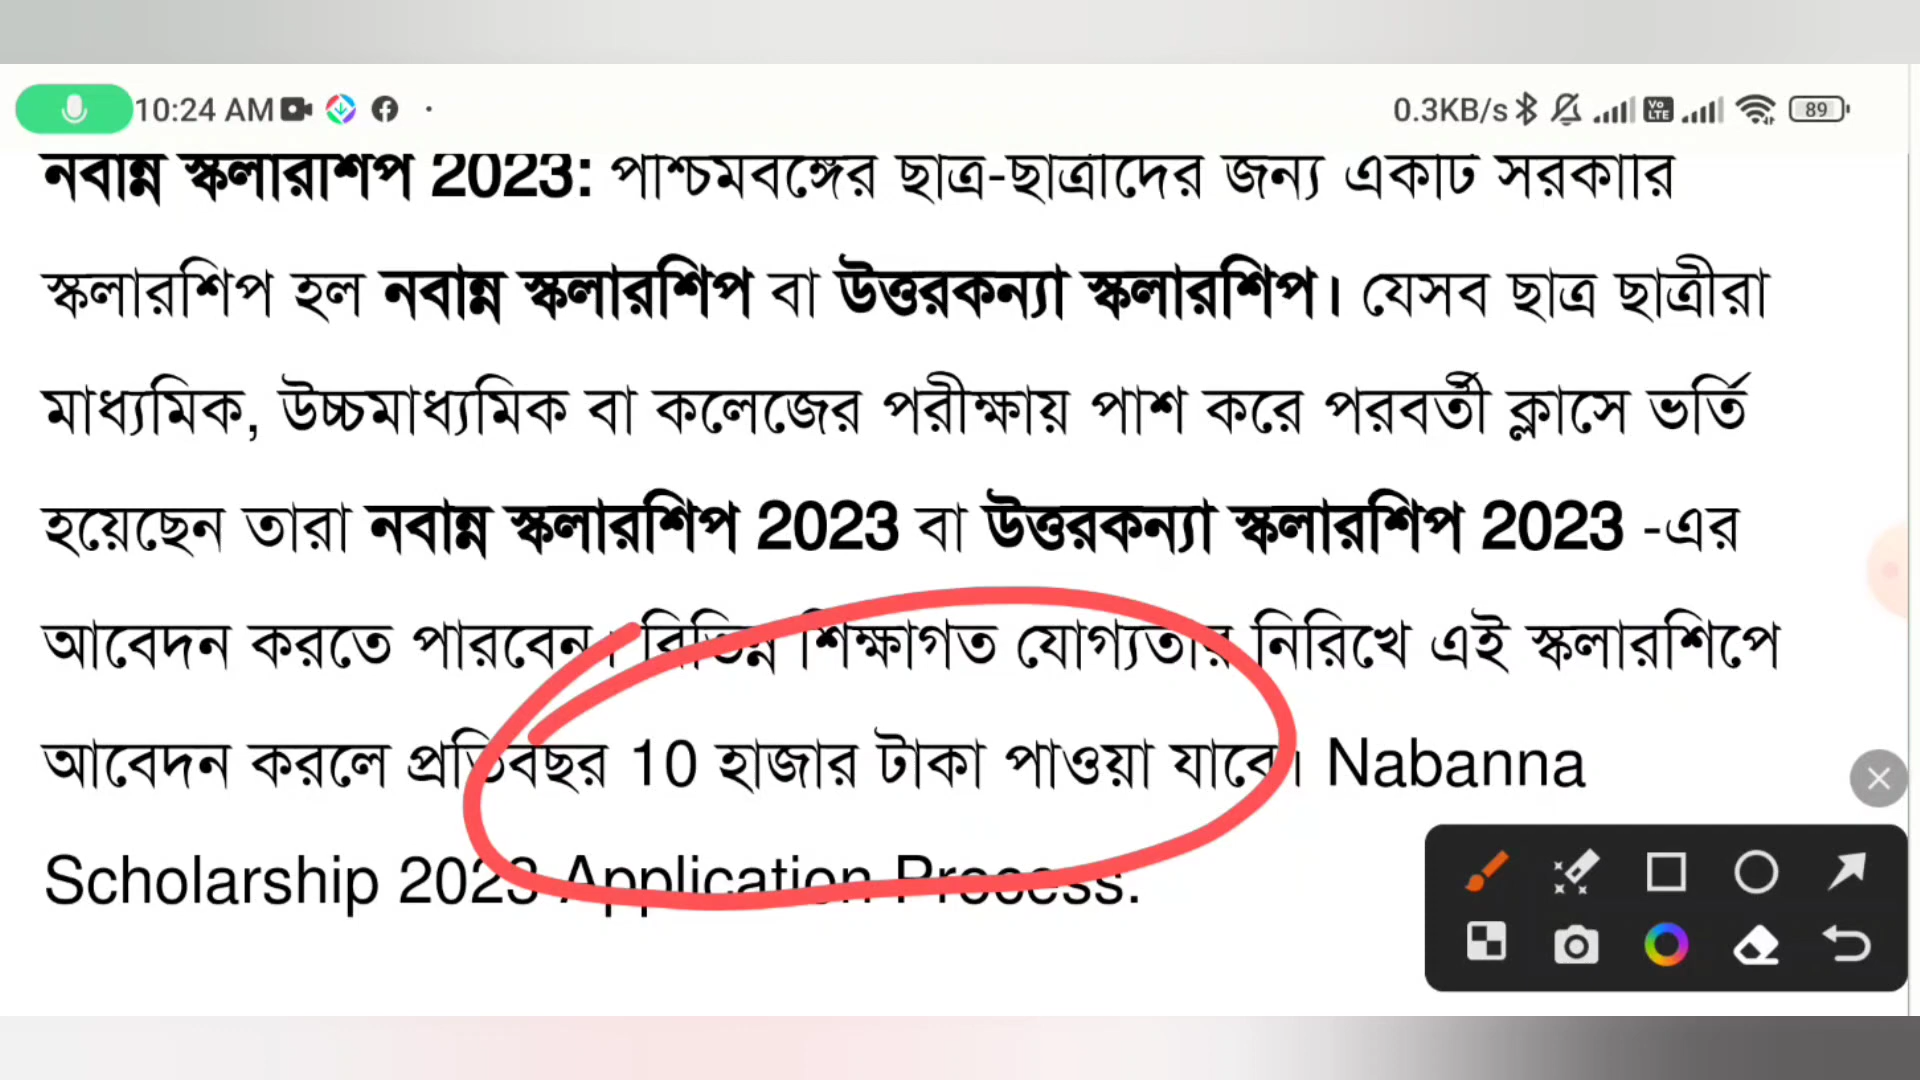 10:24 AM
0.3KB/s Vo LTE 89
নবান্ন স্কলারশিপ 2023: পশ্চিমবঙ্গের ছাত্র-ছাত্রীদের জন্য একটি সরকারি
স্কলারশিপ হল নবান্ন স্কলারশিপ বা উত্তরকন্যা স্কলারশিপ। যেসব ছাত্র ছাত্রীরা
মাধ্যমিক, উচ্চমাধ্যমিক বা কলেজের পরীক্ষায় পাশ করে পরবর্তী ক্লাসে ভর্তি
হয়েছেন তারা নবান্ন স্কলারশিপ 2023 বা উত্তরকন্যা স্কলারশিপ 2023 -এর
আবেদন করতে পারবেন। বিভিন্ন শিক্ষাগত যোগ্যতার নিরিখে এই স্কলারশিপে
আবেদন করলে প্রতিবছর 10 হাজার টাকা পাওয়া যাবে। Nabanna
Scholarship 2023 Application Process.